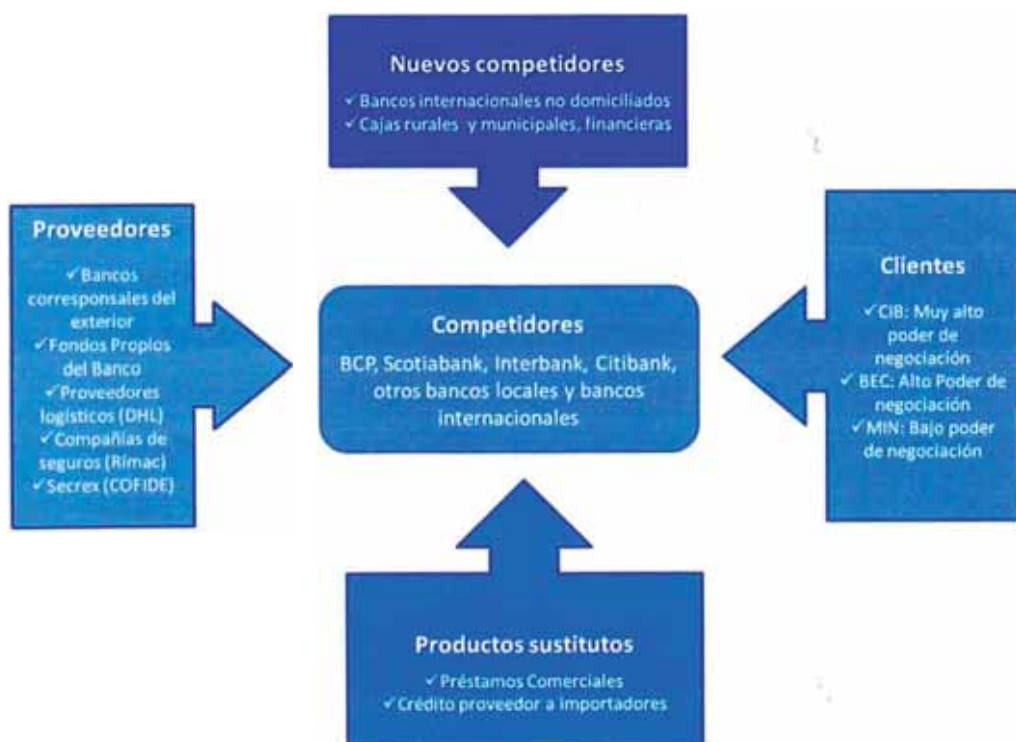 Nuevos competidores
✓Bancos internacionales no domiciliados
✓Cajas rurales y municipales, financieras
Proveedores
✓Bancos
corresponsales del
exterior
✓Fondos Propios
del Banco
✓Proveedores
logísticos (DHL)
✓Compañías de
seguros (Rimac)
✓Secrex (COFIDE)
Competidores
BCP, Scotiabank, Interbank, Citibank,
otros bancos locales y bancos
internacionales
Clientes
✓CIB: Muy alto
poder de
negociación
✓ BEC: Alto Poder de
negociación
✓MIN: Bajo poder
de negociación
Productos sustitutos
✓Préstamos Comerciales
✓Crédito proveedor a importadores